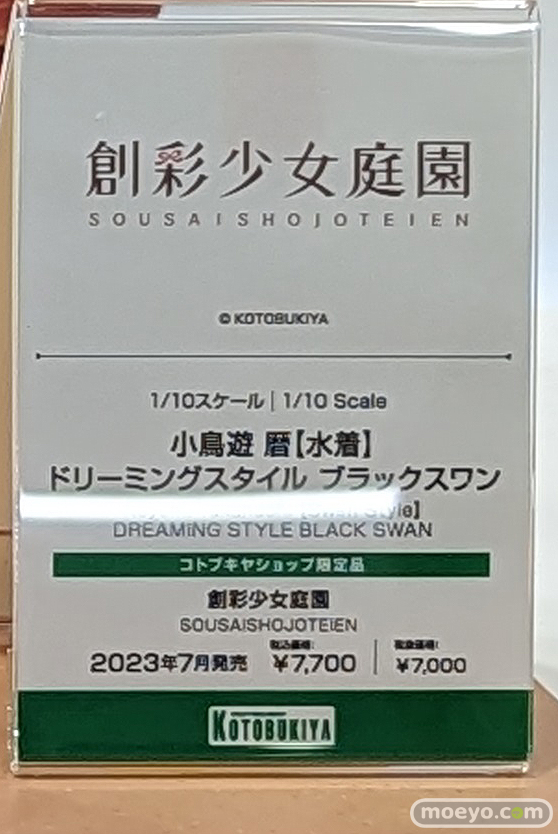 創彩少女庭園
SOUSAISHOJOTEIEN
© KOTOBUKIYA
1/10スケール | 1/10 Scale
小鳥遊 暦【水着】
ドリーミングスタイル ブラックスワン
Style]
DREAMiNG STYLE BLACK SWAN
コトブキヤショップ限定品
創彩少女庭園
SOUSAISHOJOTEIEN
2023年7月発売 税込価格: ¥7,700 税抜価格: ¥7,000
KOTOBUKIYA
moeyo.com